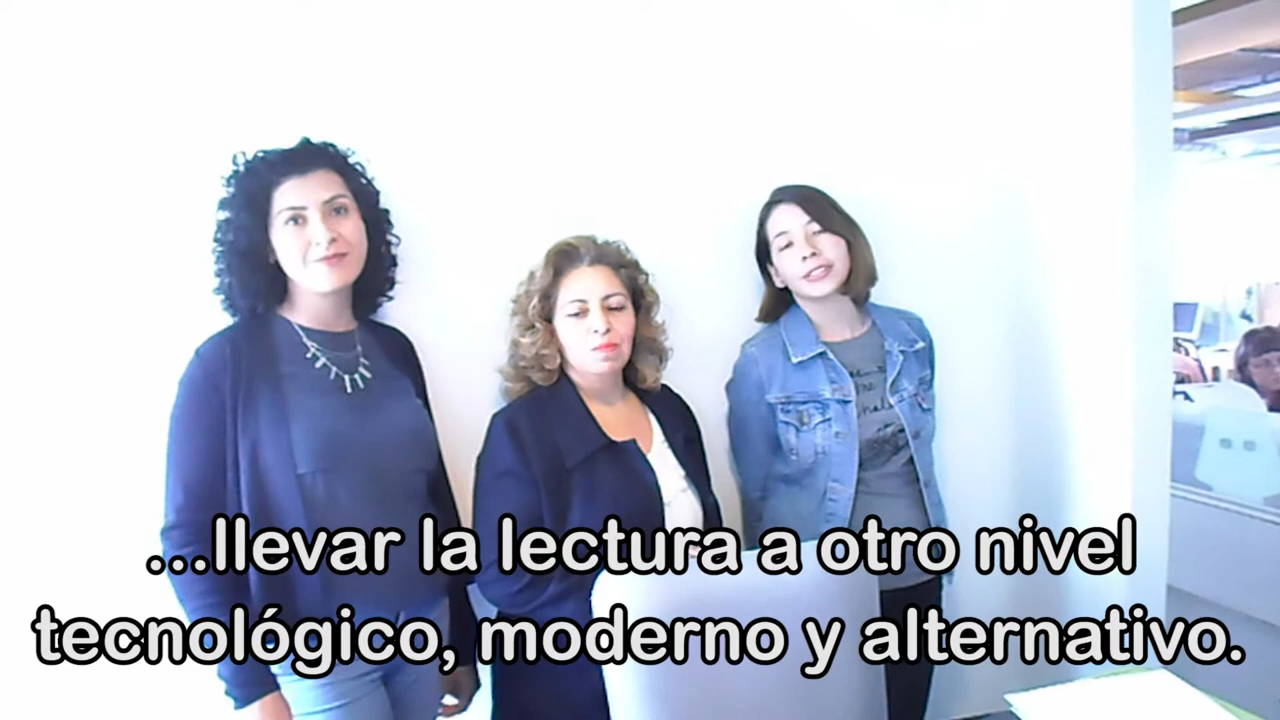 ...llevar la lectura a otro nivel
tecnológico, moderno y alternativo.